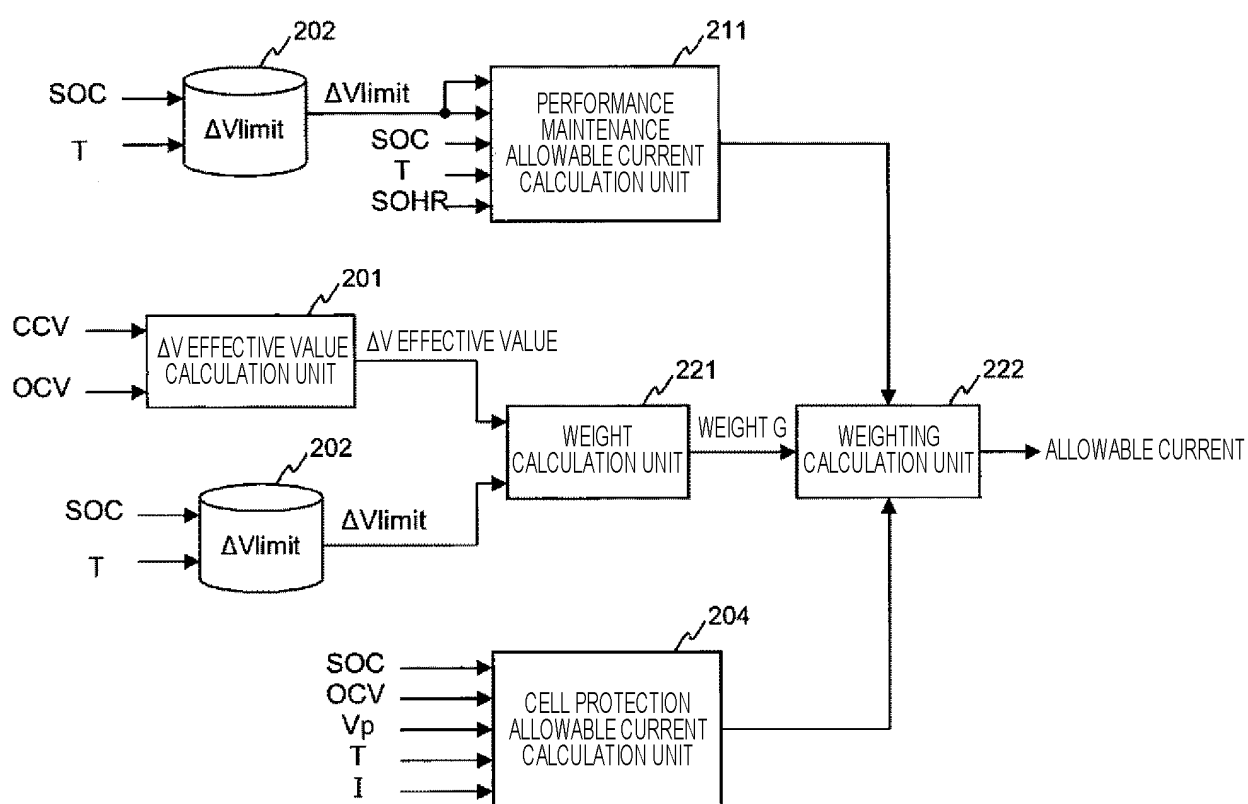 202
SOC
T
ΔVlimit
ΔVlimit
SOC
T
SOHR
211
PERFORMANCE
MAINTENANCE
ALLOWABLE CURRENT
CALCULATION UNIT
201
CCV
OCV
ΔV EFFECTIVE VALUE
CALCULATION UNIT
ΔV EFFECTIVE VALUE
202
SOC
T
ΔVlimit
ΔVlimit
221
WEIGHT
CALCULATION UNIT
WEIGHT G
222
WEIGHTING
CALCULATION UNIT
ALLOWABLE CURRENT
204
SOC
OCV
Vp
T
I
CELL PROTECTION
ALLOWABLE CURRENT
CALCULATION UNIT